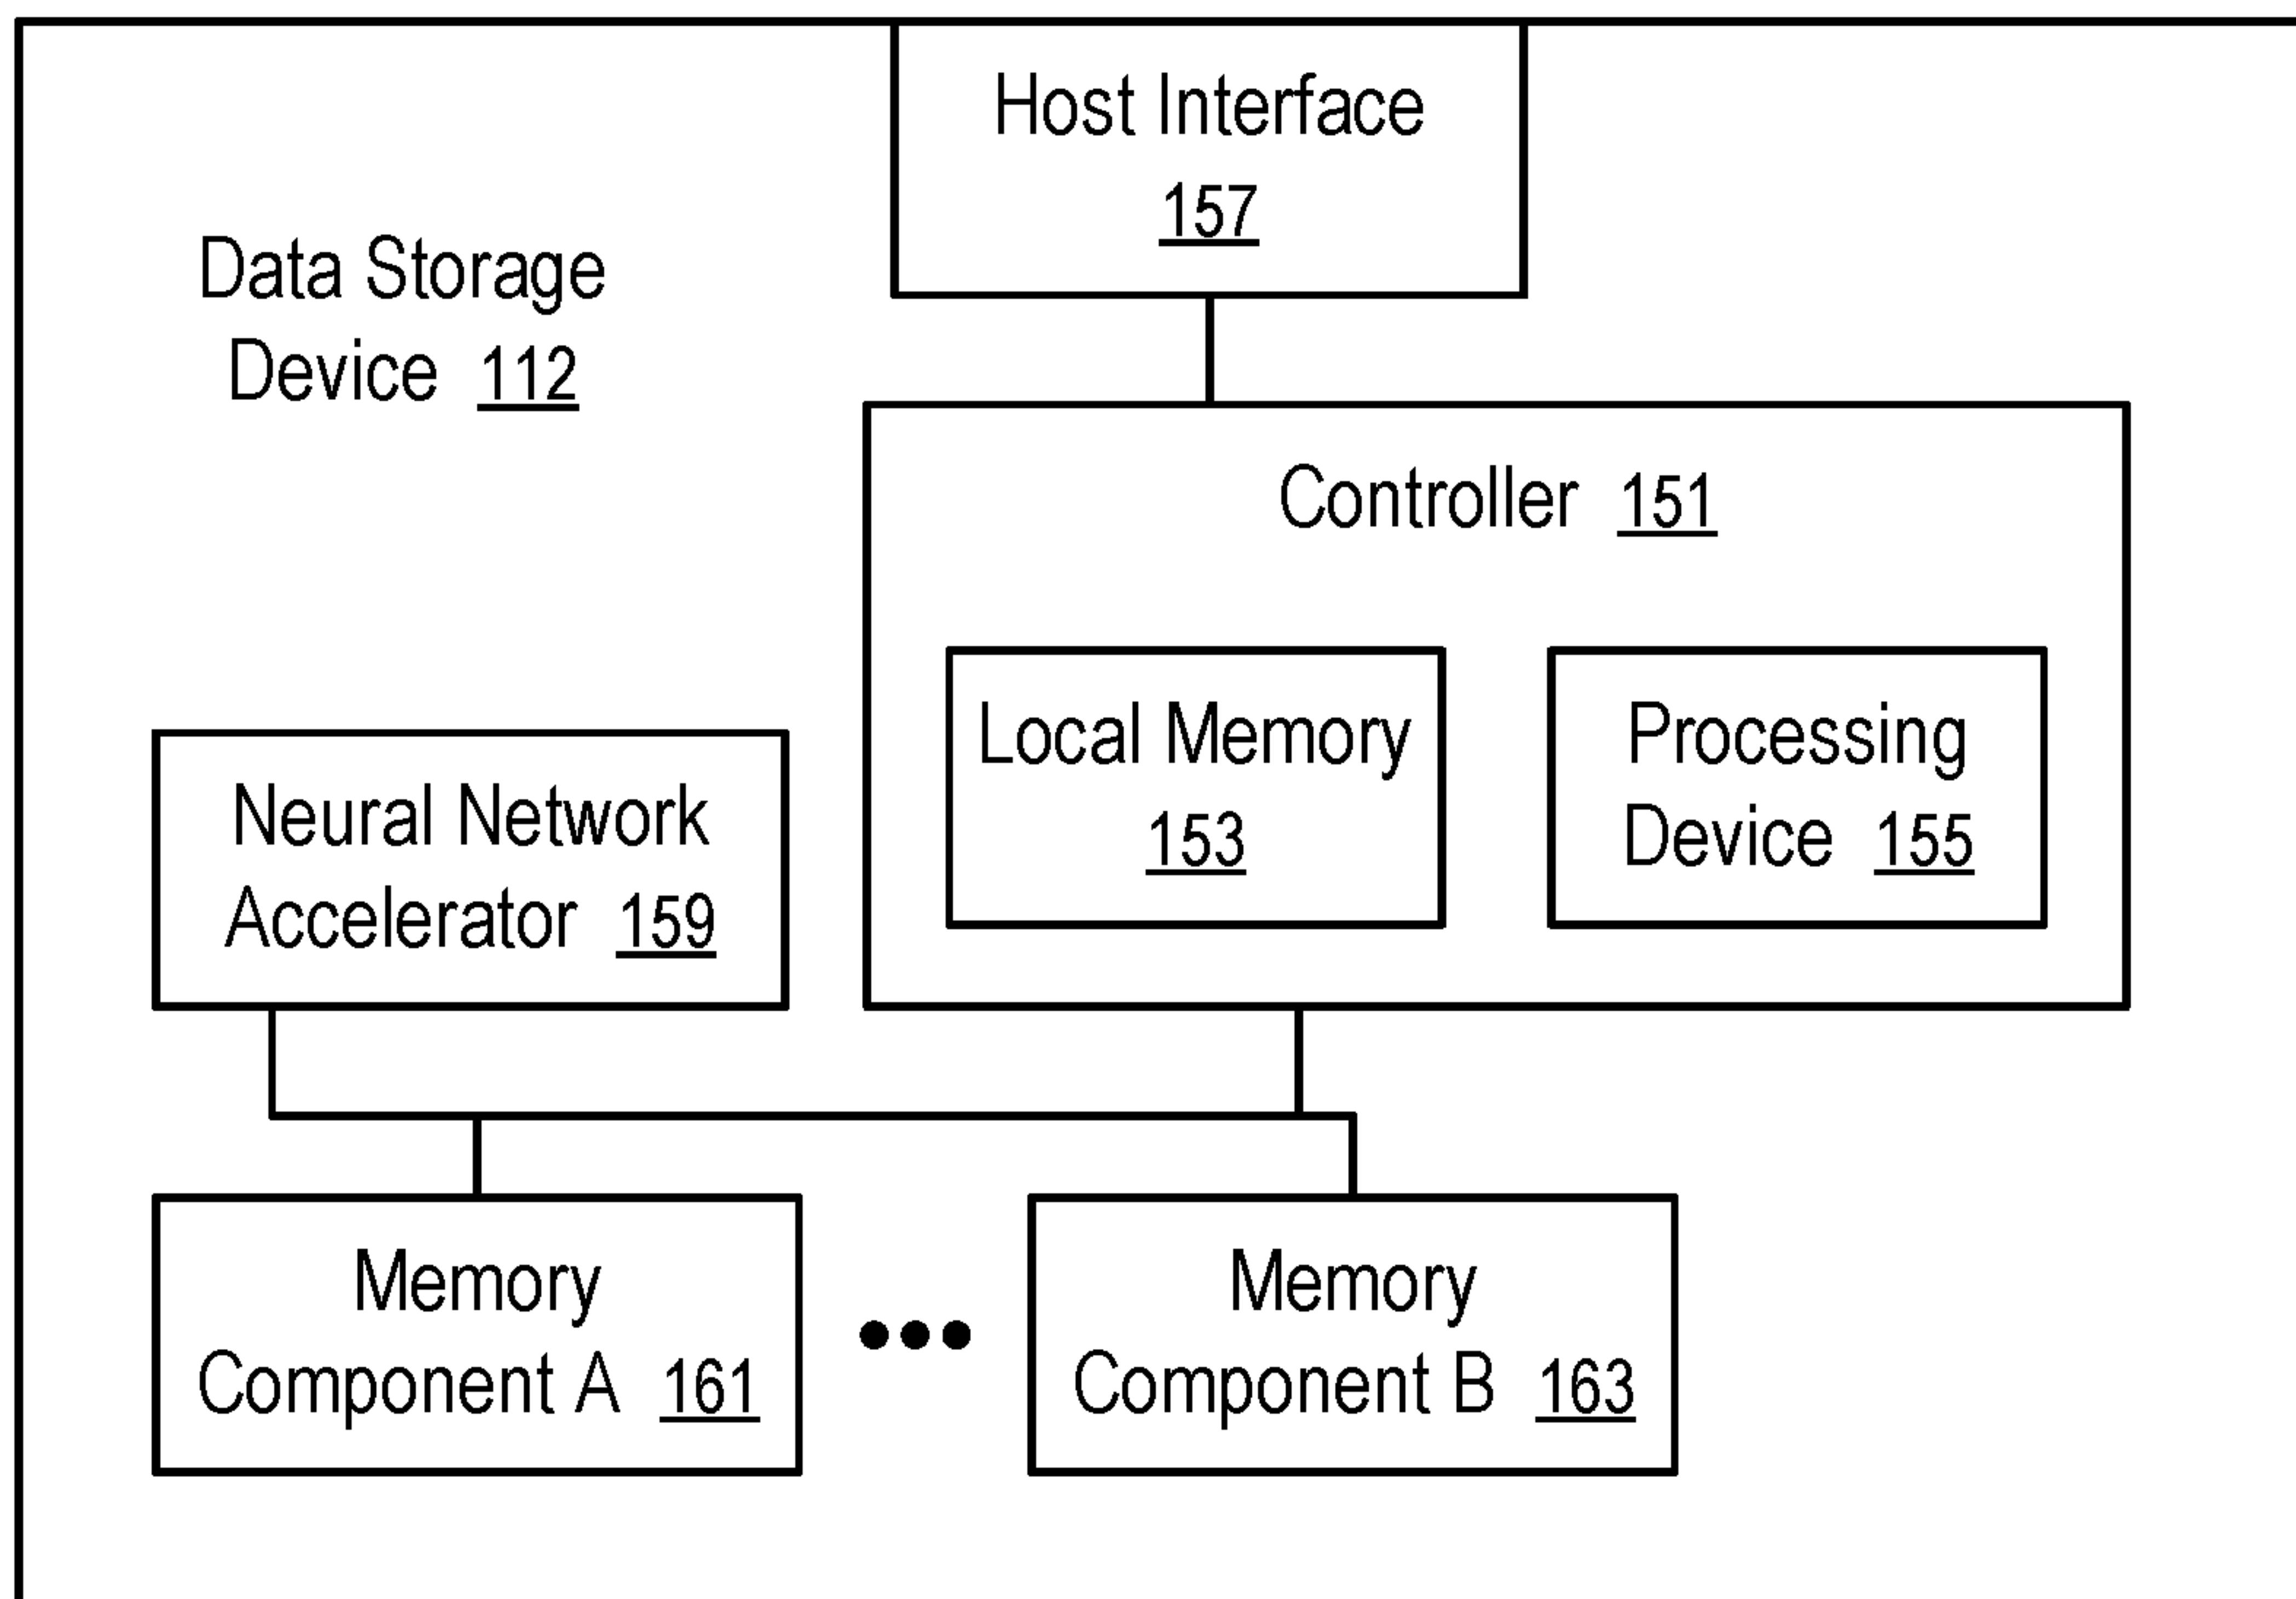 Host Interface
157
Data Storage
Device 112
Controller 151
Local Memory
153
Processing
Device 155
Neural Network
Accelerator 159
Memory
Component A 161
Memory
Component B 163